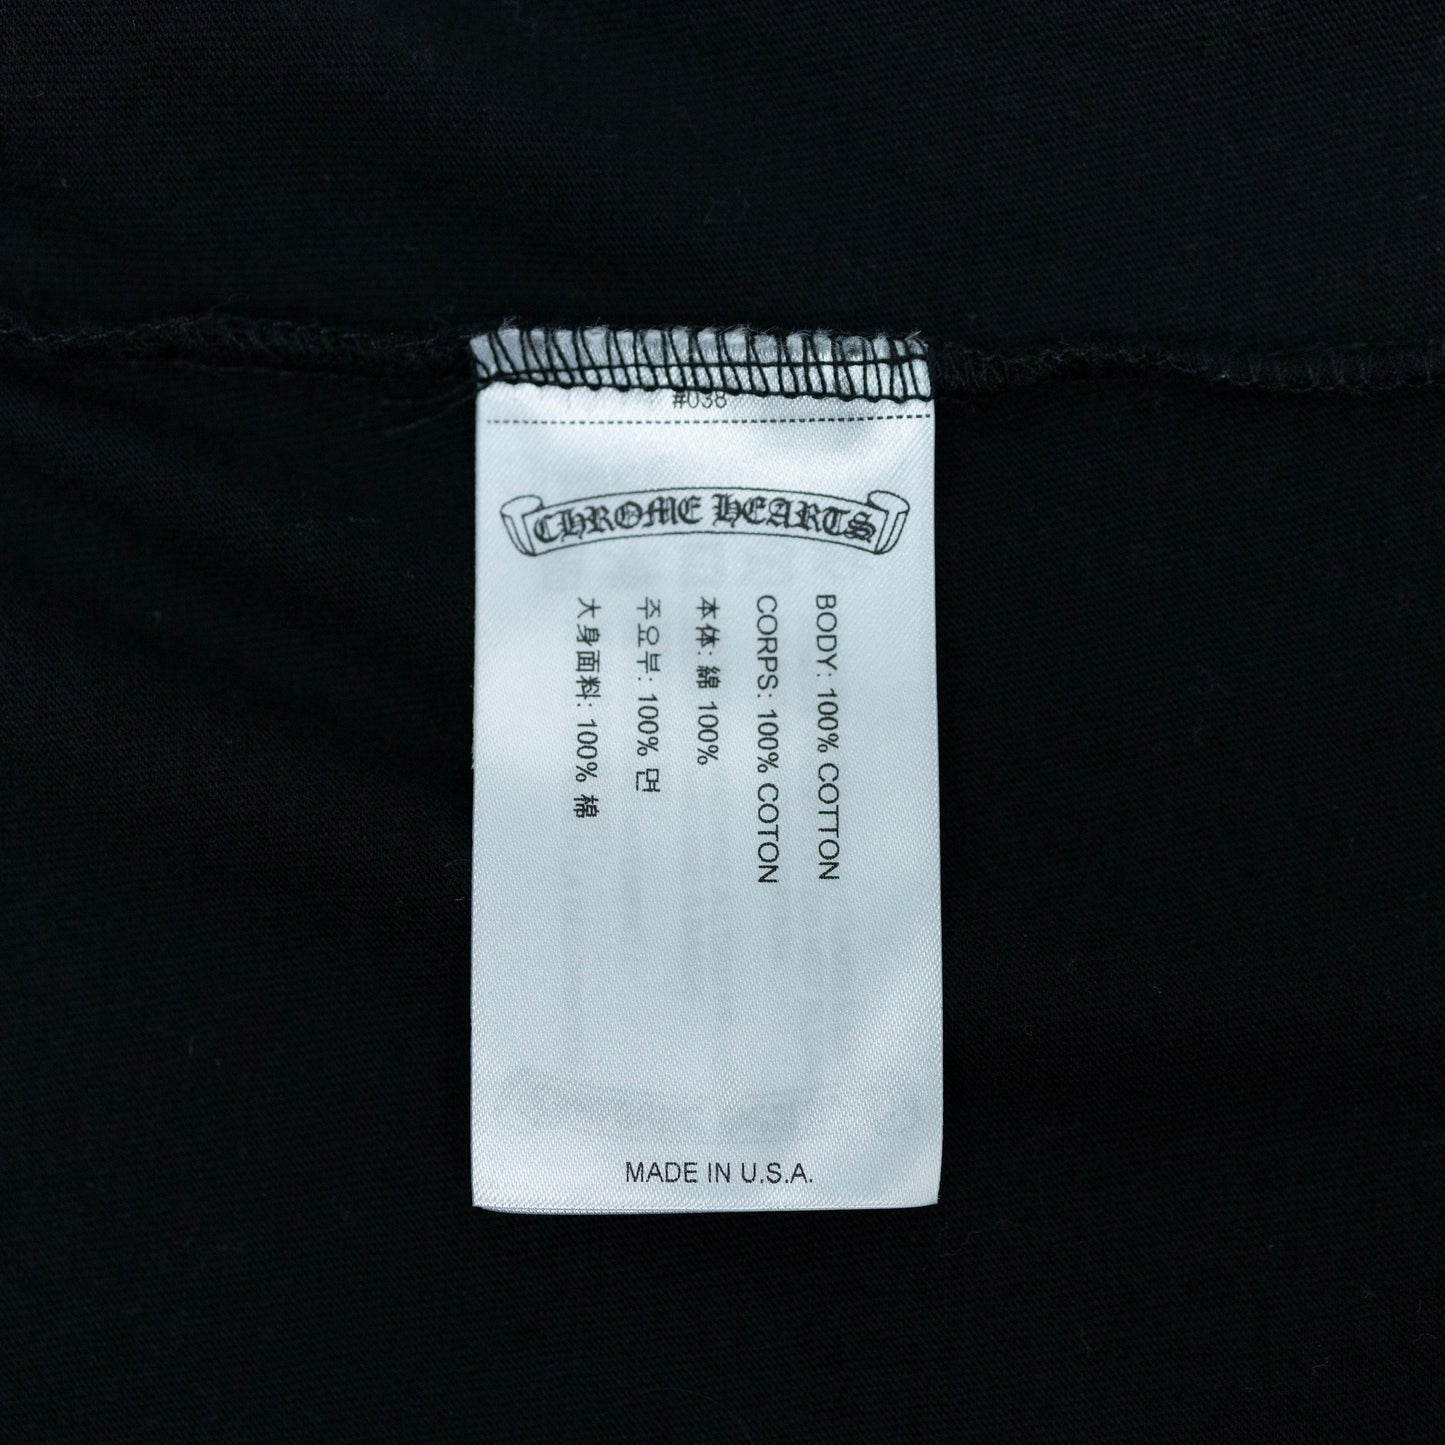 #038
CHROME HEARTS
BODY: 100% COTTON
CORPS: 100% COTON
本体: 綿 100%
주요부: 100% 면
大身面料: 100% 棉
MADE IN U.S.A.